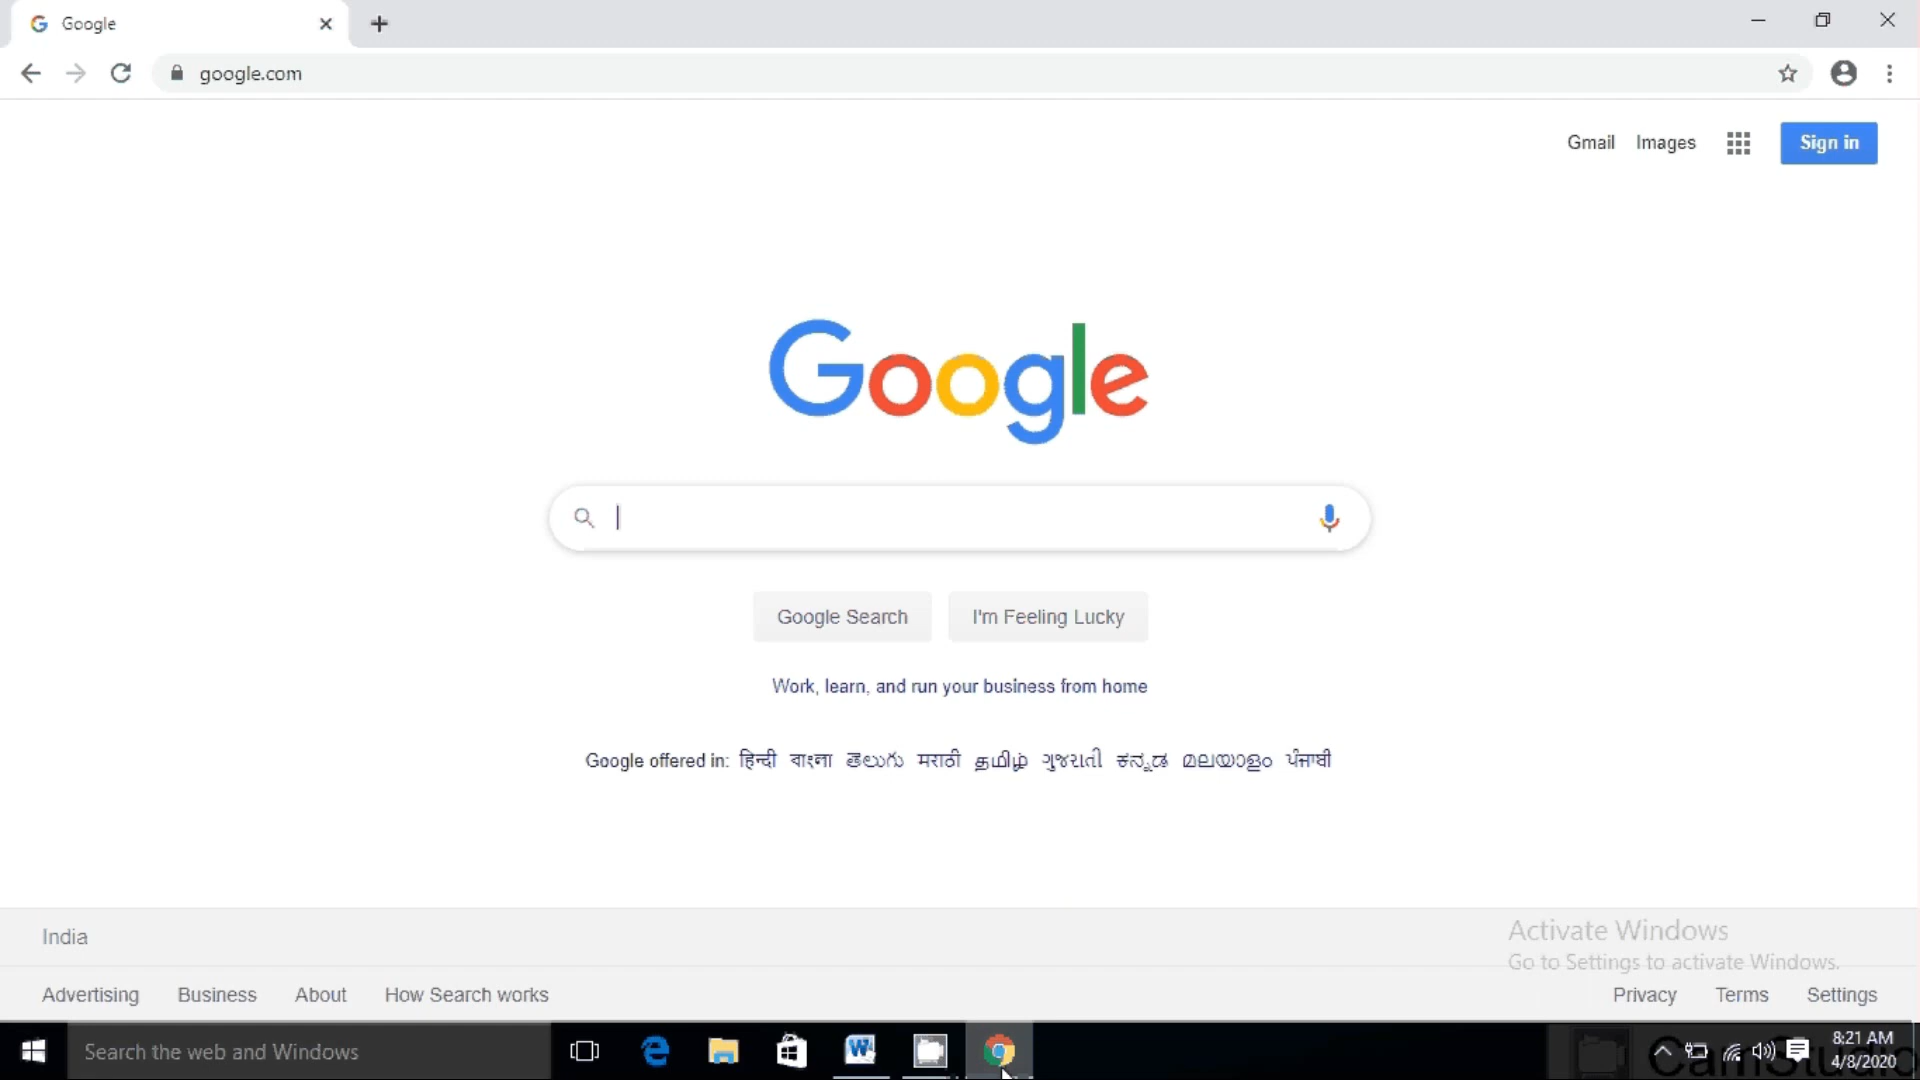 Google
google.com
Gmail Images Sign in
Google
Google Search I'm Feeling Lucky
Work, learn, and run your business from home
Google offered in: हिन्दी বাংলা తెలుగు मराठी தமிழ் ગુજરાતી ಕನ್ನಡ മലയാളം ਪੰਜਾਬੀ
India
Activate Windows
Go to Settings to activate Windows.
Advertising Business About How Search works Privacy Terms Settings
Search the web and Windows
CamStudio
8:21 AM
4/8/2020